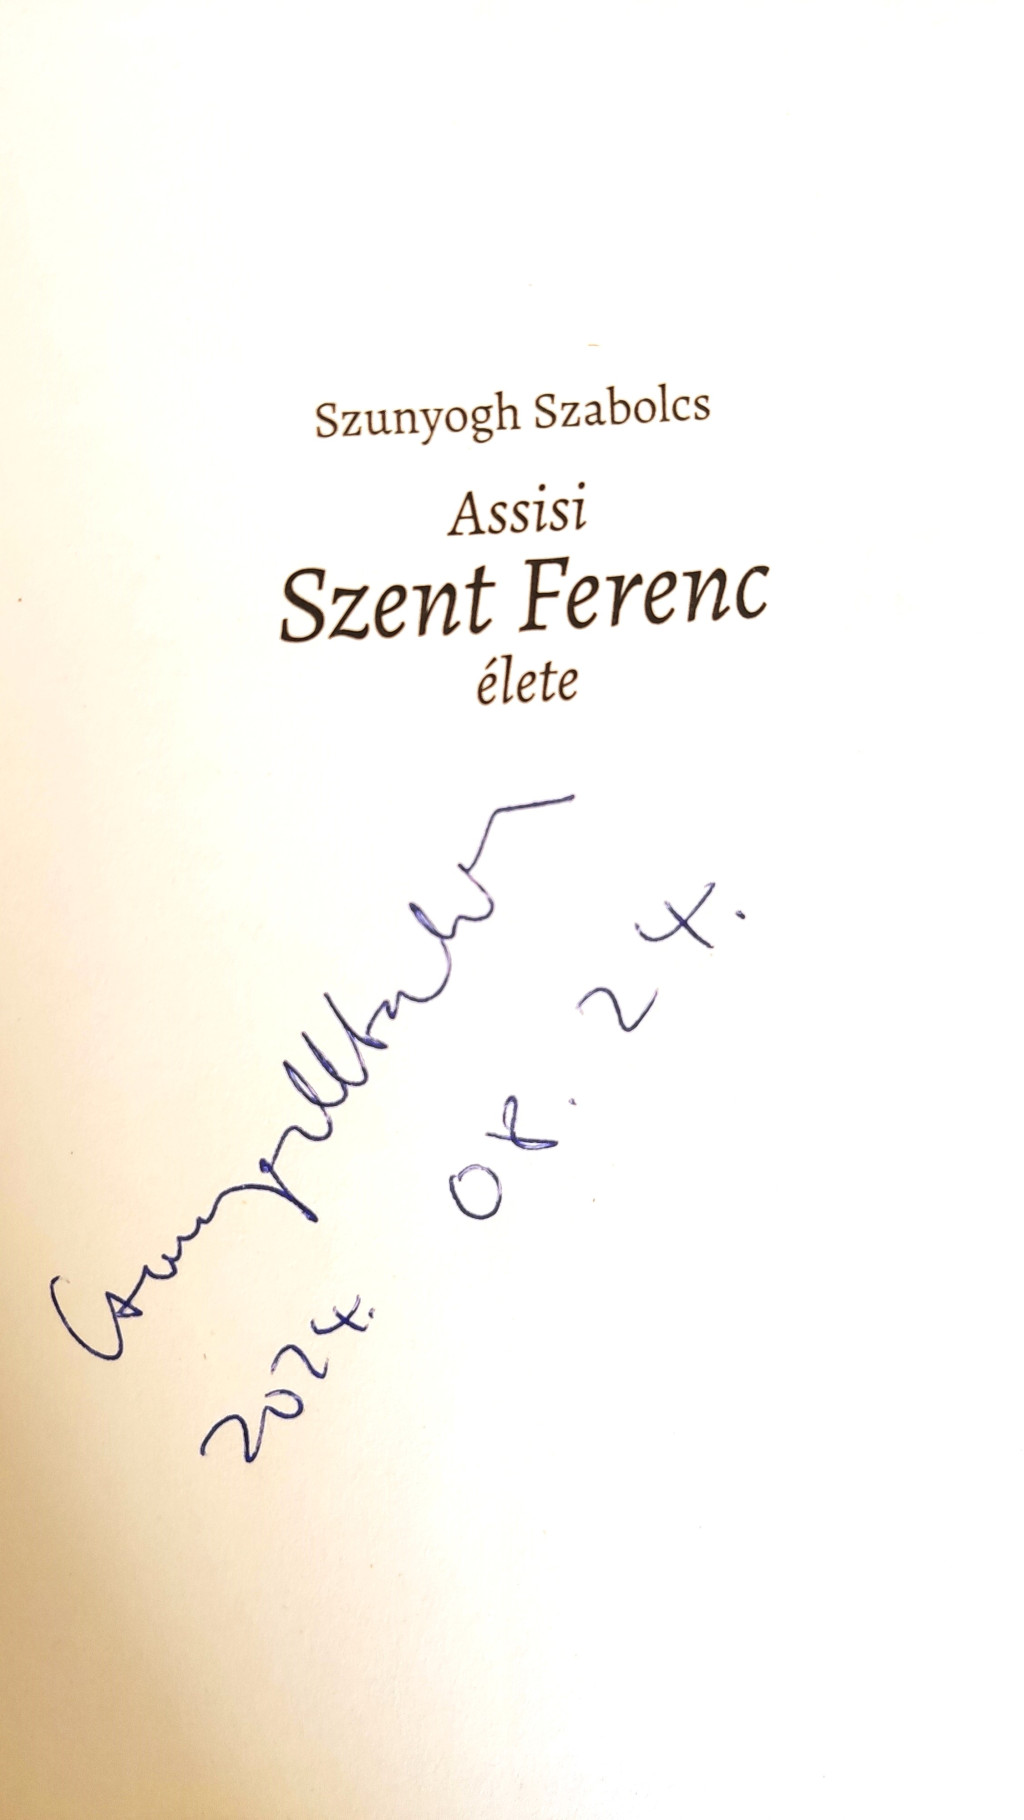 Szunyogh Szabolcs
Assisi
Szent Ferenc
élete
2024. 08. 24.